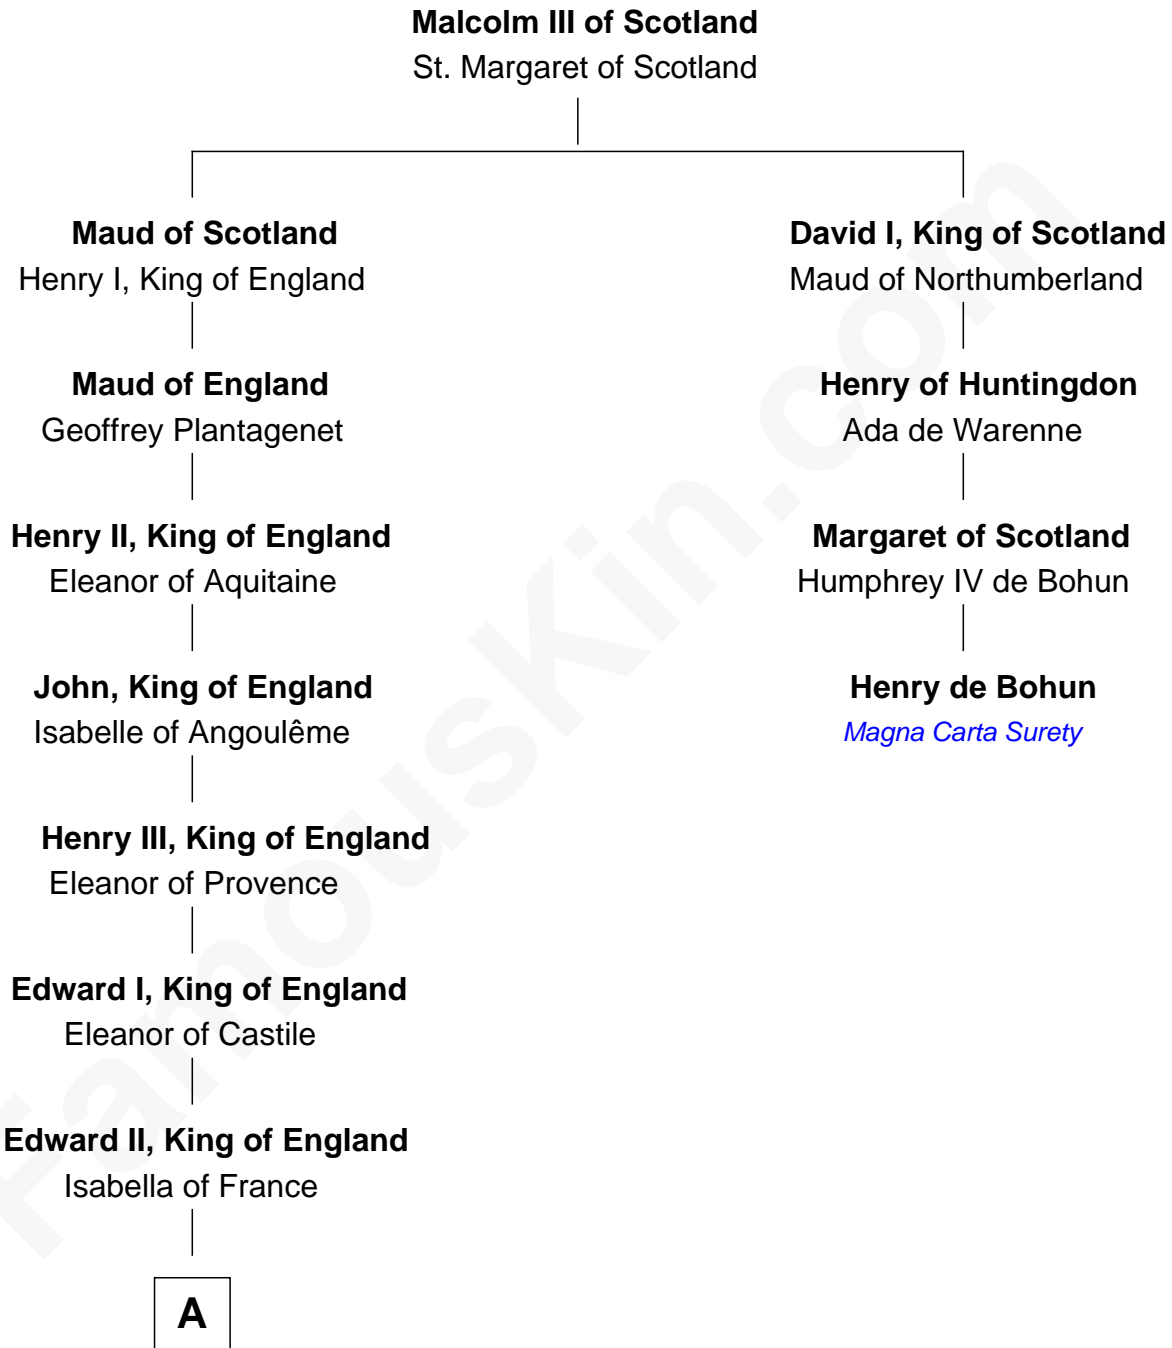 Malcolm III of Scotland
St. Margaret of Scotland
Maud of Scotland
Henry I, King of England
David I, King of Scotland
Maud of Northumberland
Maud of England
Geoffrey Plantagenet
Henry of Huntingdon
Ada de Warenne
Henry II, King of England
Eleanor of Aquitaine
Margaret of Scotland
Humphrey IV de Bohun
John, King of England
Isabelle of Angoulême
Henry de Bohun
Magna Carta Surety
Henry III, King of England
Eleanor of Provence
Edward I, King of England
Eleanor of Castile
Edward II, King of England
Isabella of France
A
FamousKin.com